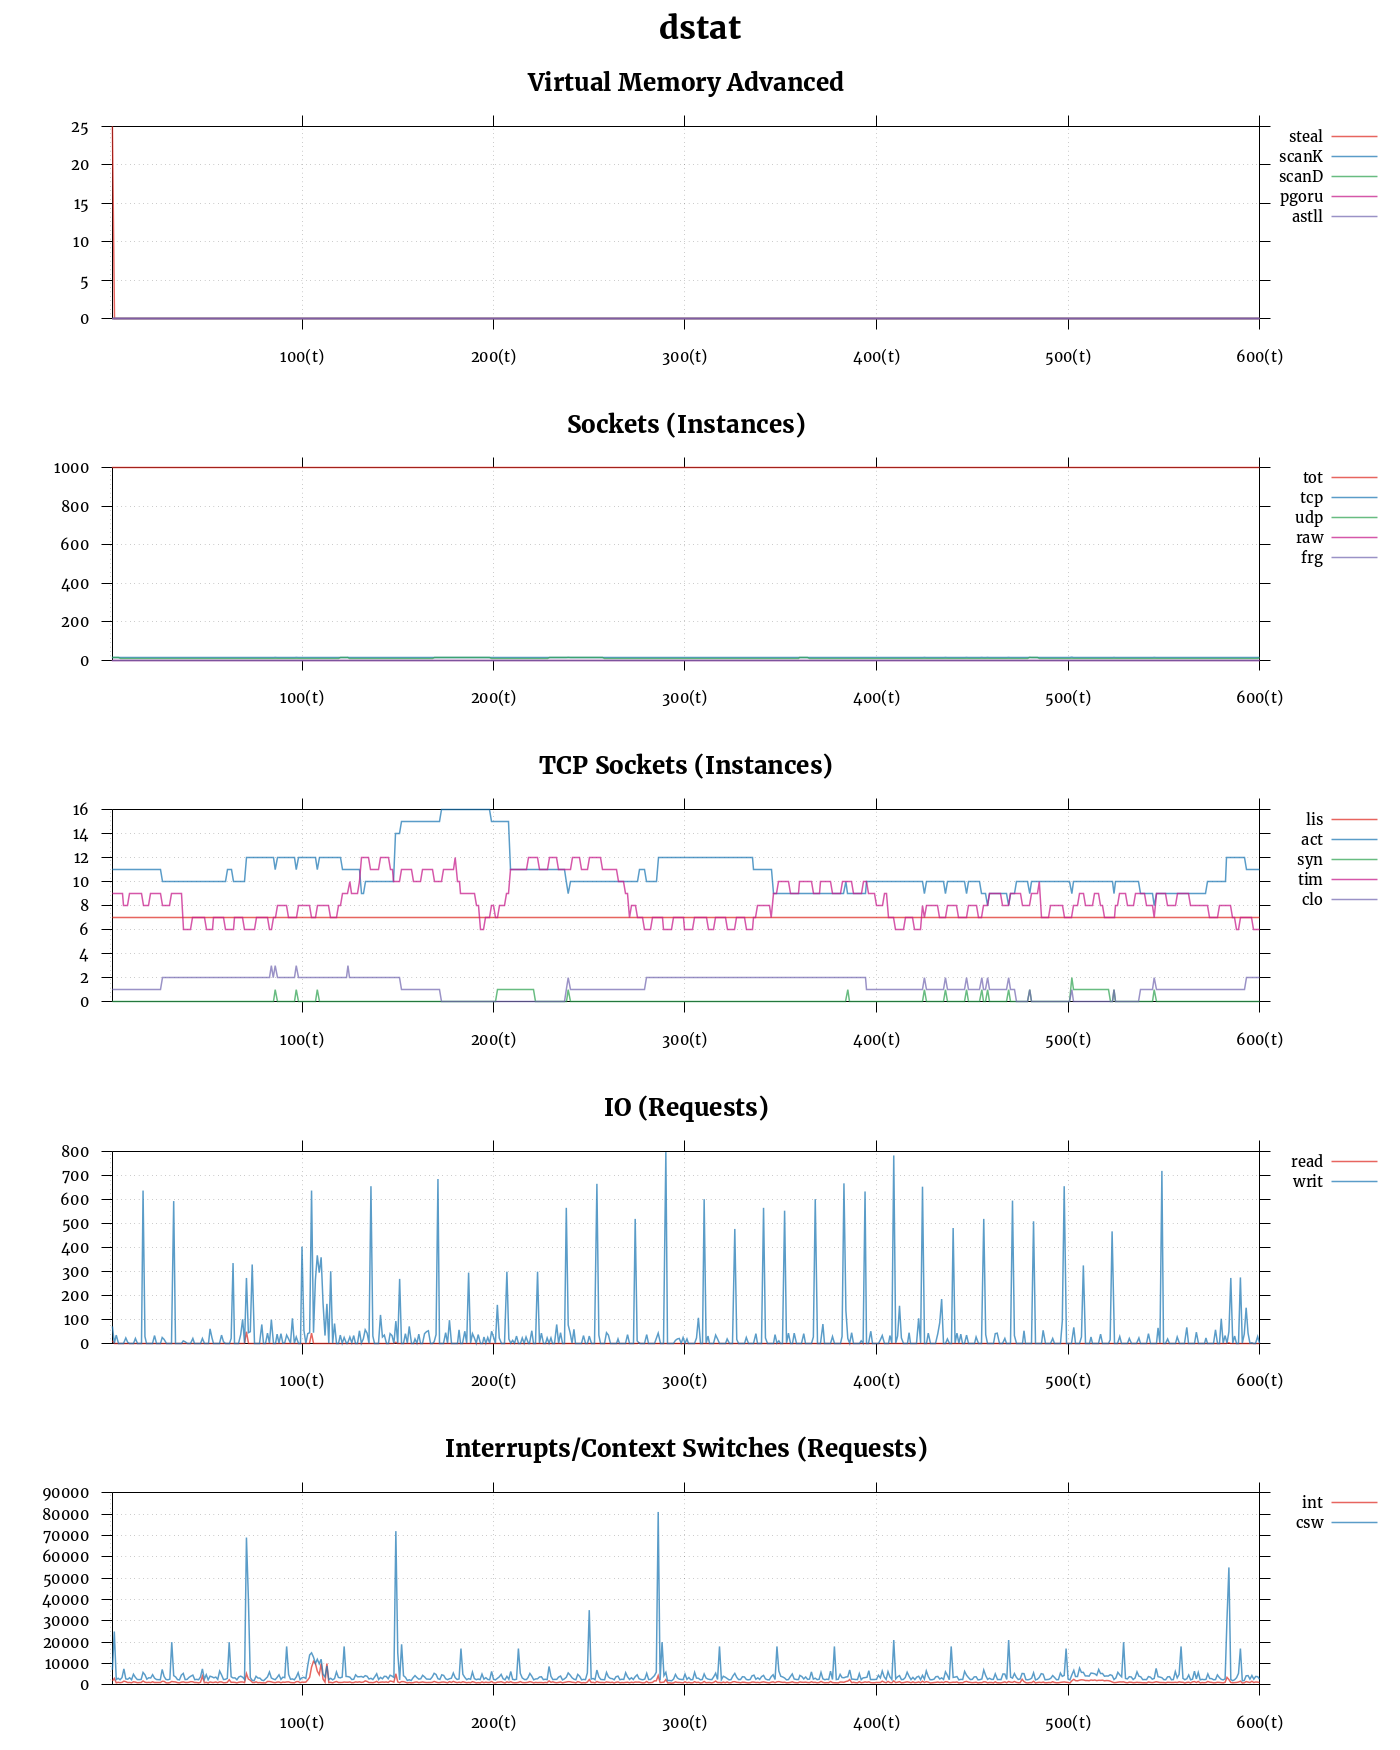 dstat
Virtual Memory Advanced
25
20
15
10
5
0
100(t) 200(t) 300(t) 400(t) 500(t) 600(t)
steal
scanK
scanD
pgoru
astll
Sockets (Instances)
1000
800
600
400
200
0
100(t) 200(t) 300(t) 400(t) 500(t) 600(t)
tot
tcp
udp
raw
frg
TCP Sockets (Instances)
16
14
12
10
8
6
4
2
0
100(t) 200(t) 300(t) 400(t) 500(t) 600(t)
lis
act
syn
tim
clo
IO (Requests)
800
700
600
500
400
300
200
100
0
100(t) 200(t) 300(t) 400(t) 500(t) 600(t)
read
writ
Interrupts/Context Switches (Requests)
90000
80000
70000
60000
50000
40000
30000
20000
10000
0
100(t) 200(t) 300(t) 400(t) 500(t) 600(t)
int
csw